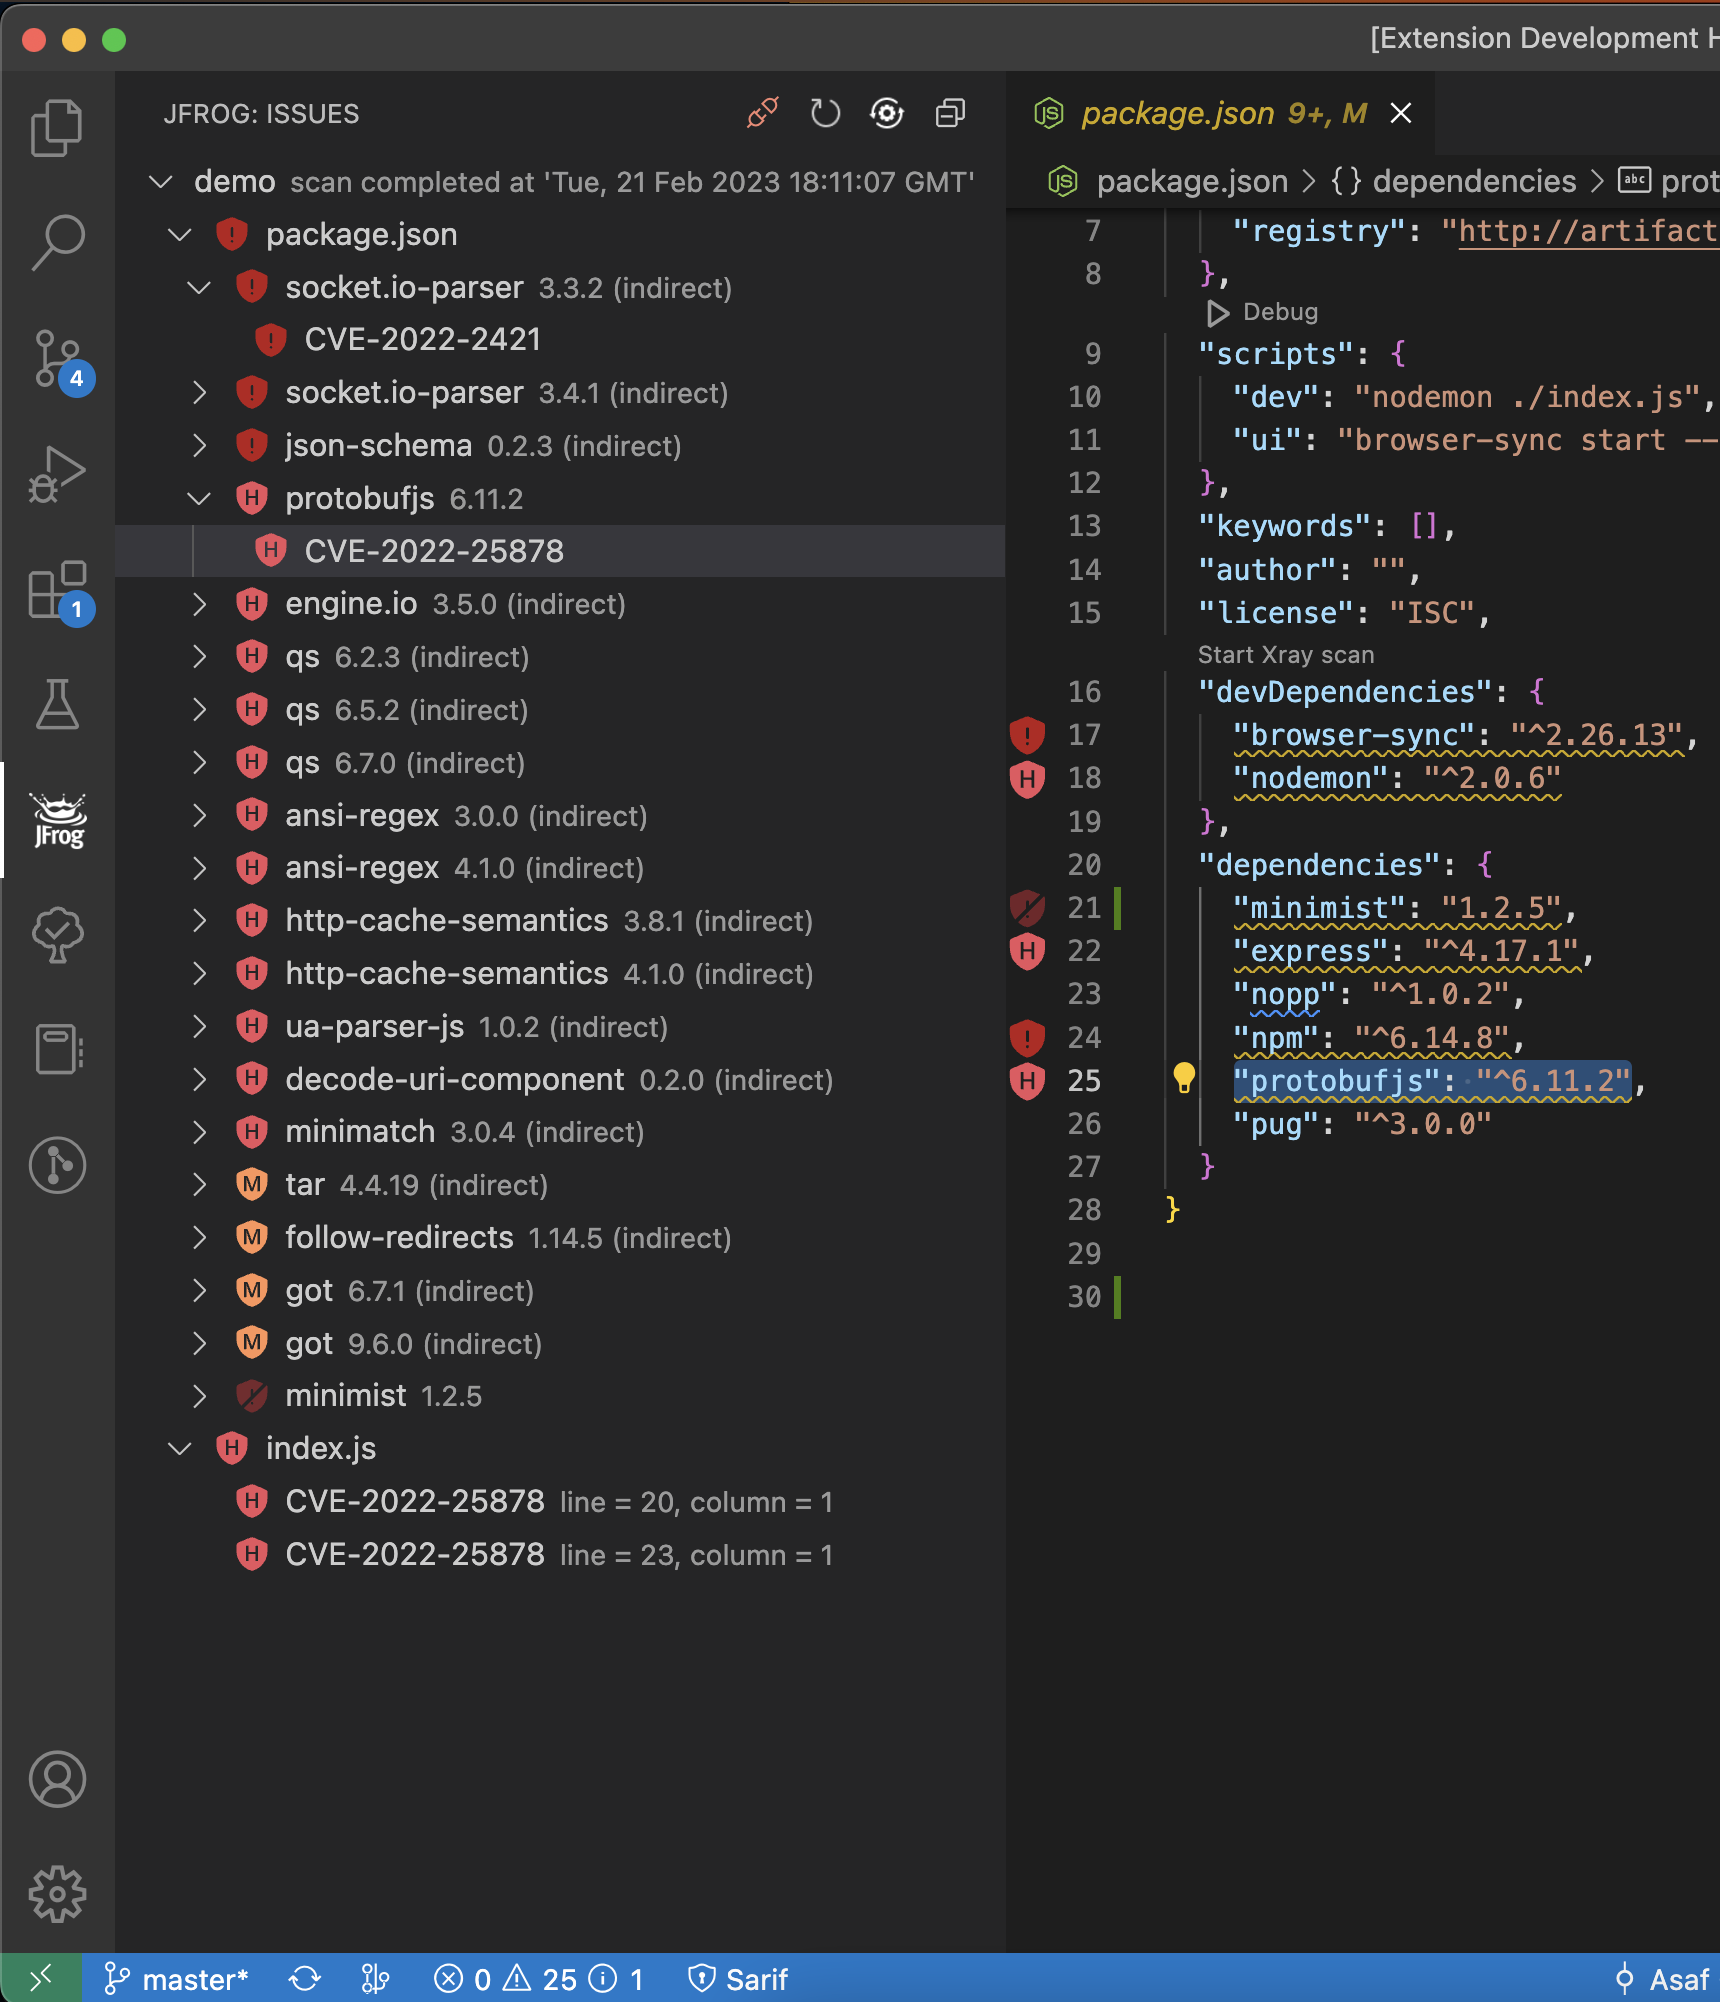 [Extension Development H
JFROG: ISSUES
demo scan completed at 'Tue, 21 Feb 2023 18:11:07 GMT'
package.json
socket.io-parser 3.3.2 (indirect)
CVE-2022-2421
socket.io-parser 3.4.1 (indirect)
json-schema 0.2.3 (indirect)
H protobufjs 6.11.2
H CVE-2022-25878
H engine.io 3.5.0 (indirect)
H qs 6.2.3 (indirect)
H qs 6.5.2 (indirect)
H qs 6.7.0 (indirect)
H ansi-regex 3.0.0 (indirect)
H ansi-regex 4.1.0 (indirect)
H http-cache-semantics 3.8.1 (indirect)
H http-cache-semantics 4.1.0 (indirect)
H ua-parser-js 1.0.2 (indirect)
H decode-uri-component 0.2.0 (indirect)
H minimatch 3.0.4 (indirect)
M tar 4.4.19 (indirect)
M follow-redirects 1.14.5 (indirect)
M got 6.7.1 (indirect)
M got 9.6.0 (indirect)
minimist 1.2.5
H index.js
H CVE-2022-25878 line = 20, column = 1
H CVE-2022-25878 line = 23, column = 1
4
1
JFrog
package.json 9+, M
package.json > {} dependencies > abc prot
7 "registry": "http://artifact
8 },
Debug
9 "scripts": {
10 "dev": "nodemon ./index.js",
11 "ui": "browser-sync start --
12 },
13 "keywords": [],
14 "author": "",
15 "license": "ISC",
Start Xray scan
16 "devDependencies": {
17 "browser-sync": "^2.26.13",
H 18 "nodemon": "^2.0.6"
19 },
20 "dependencies": {
21 "minimist": "1.2.5",
H 22 "express": "^4.17.1",
23 "nopp": "^1.0.2",
24 "npm": "^6.14.8",
H 25 "protobufjs": "^6.11.2",
26 "pug": "^3.0.0"
27 }
28 }
29
30
master* 0 25 1 Sarif Asaf